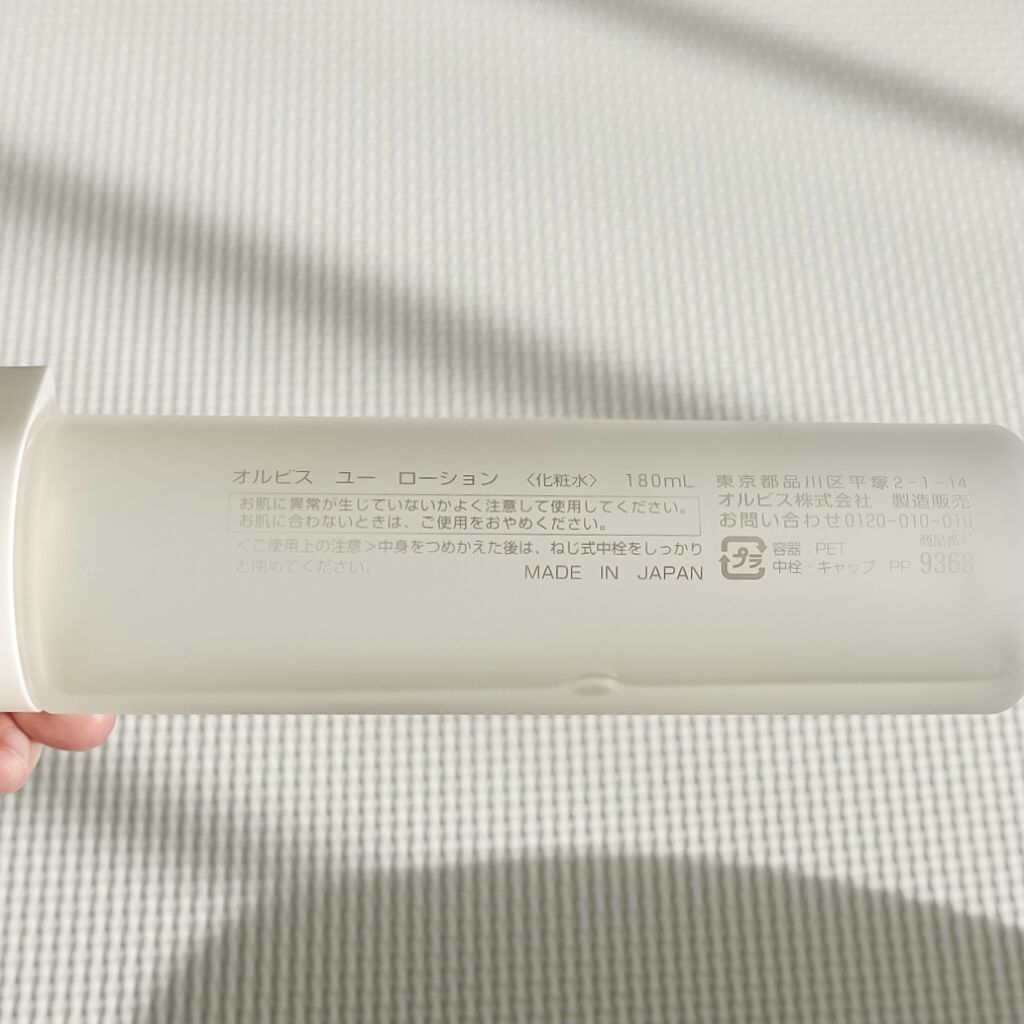 オルビス　ユー　ローション　〈化粧水〉　180mL
お肌に異常が生じていないかよく注意して使用してください。
お肌に合わないときは、ご使用をおやめください。
＜ご使用上の注意＞中身をつめかえた後は、ねじ式中栓をしっかり
と閉めてください。
MADE IN JAPAN
東京都品川区平塚2-1-14
オルビス株式会社　製造販売
お問い合わせ0120-010-010
プラ
容器：PET
中栓・キャップ：PP
商品番号
9368